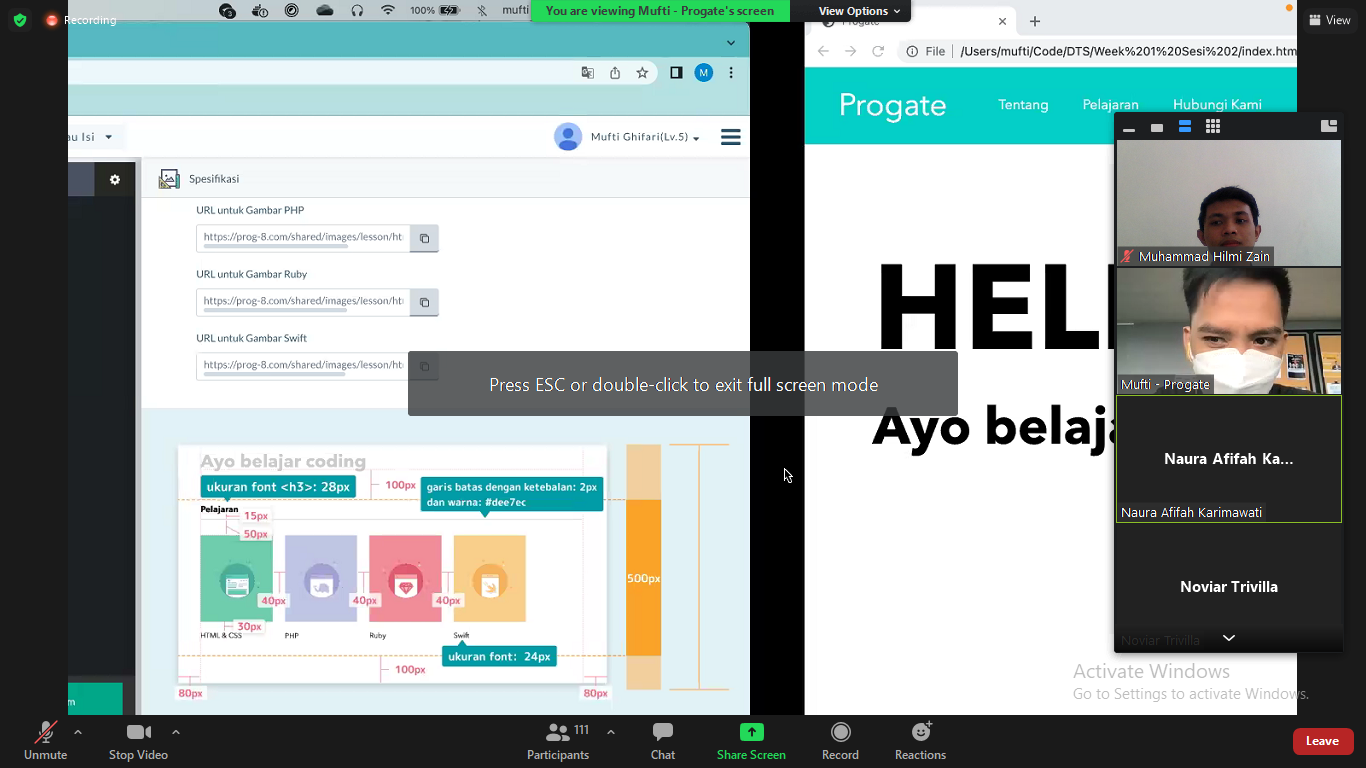 Recording
3
100%
mufti
You are viewing Mufti - Progate's screen
View Options
View
M
Progate
File
/Users/mufti/Code/DTS/Week%201%20Sesi%202/index.htm
au Isi
Mufti Ghifari(Lv.5)
Progate
Tentang
Pelajaran
Hubungi Kami
Spesifikasi
URL untuk Gambar PHP
https://prog-8.com/shared/images/lesson/ht
URL untuk Gambar Ruby
https://prog-8.com/shared/images/lesson/ht
URL untuk Gambar Swift
https://prog-8.com/shared/images/lesson/ht
Press ESC or double-click to exit full screen mode
HEL
Ayo belaja
Muhammad Hilmi Zain
Mufti - Progate
Naura Afifah Ka...
Naura Afifah Karimawati
Noviar Trivilla
Noviar Trivilla
Ayo belajar coding
ukuran font <h3>: 28px
100px
garis batas dengan ketebalan: 2px
dan warna: #dee7ec
Pelajaran
15px
50px
500px
40px
40px
40px
30px
HTML & CSS
PHP
Ruby
Swift
ukuran font: 24px
100px
80px
80px
m
Activate Windows
Go to Settings to activate Windows.
Unmute
Stop Video
Participants
111
Chat
Share Screen
Record
Reactions
Leave